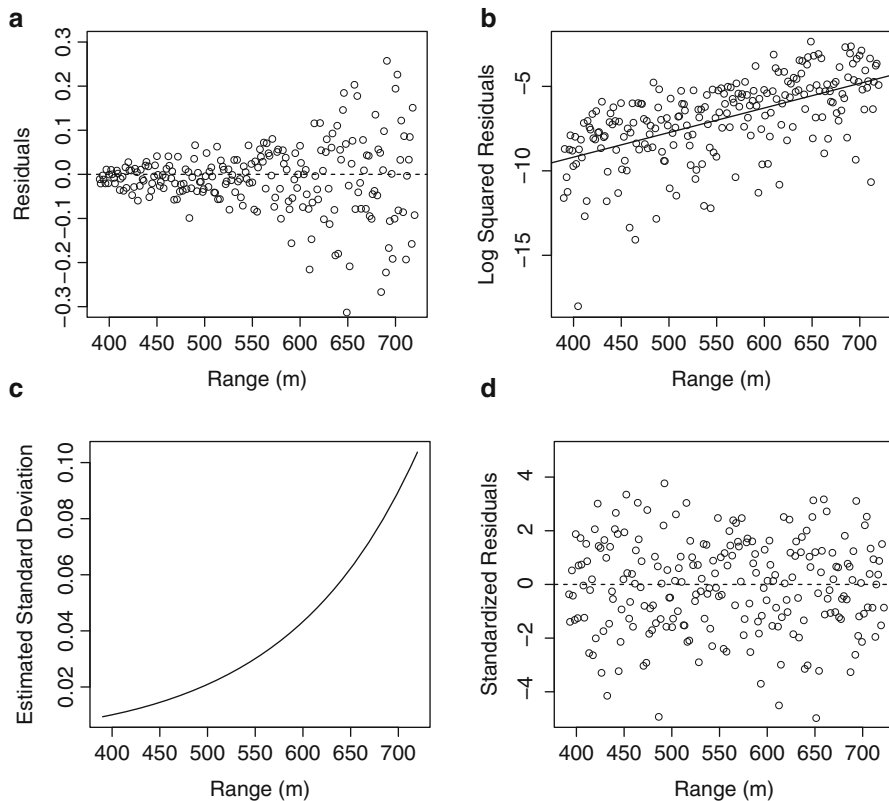 a
0.3
0.2
0.1
0.0
−0.1
−0.2
−0.3
Residuals
400 450 500 550 600 650 700
Range (m)
b
−5
−10
−15
Log Squared Residuals
400 450 500 550 600 650 700
Range (m)
c
0.10
0.08
0.06
0.04
0.02
Estimated Standard Deviation
400 450 500 550 600 650 700
Range (m)
d
4
2
0
−2
−4
Standardized Residuals
400 450 500 550 600 650 700
Range (m)